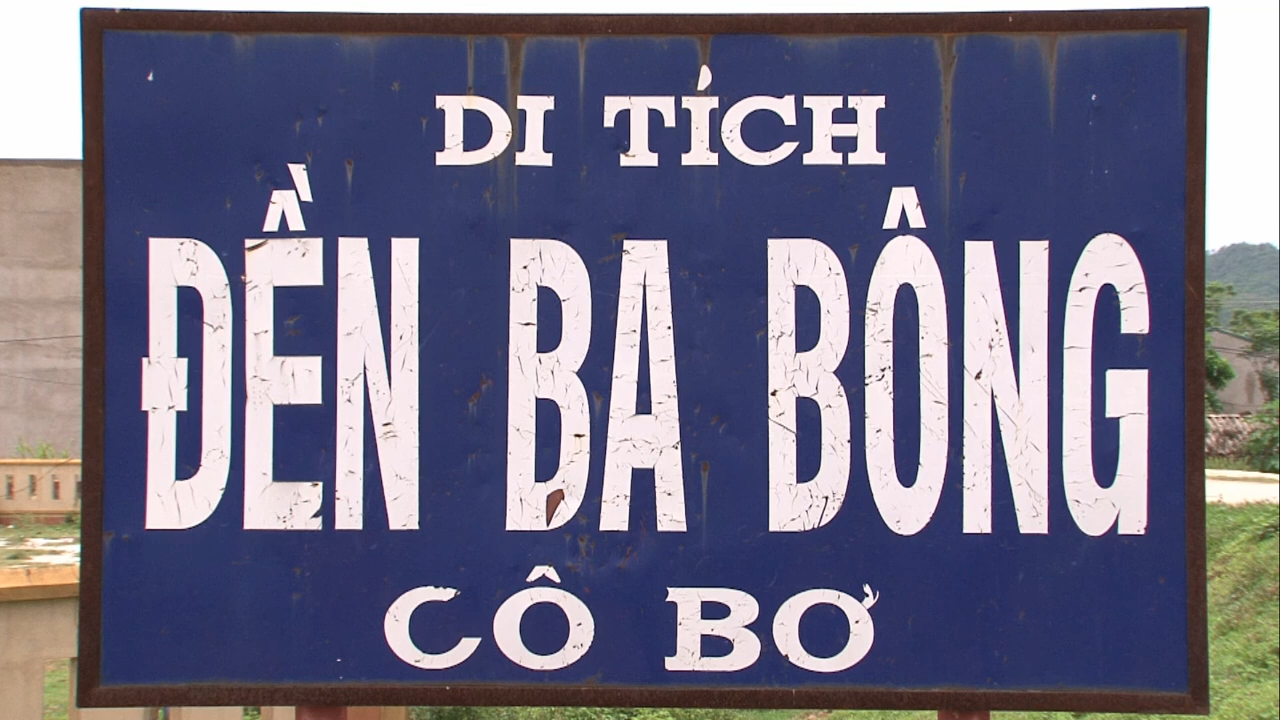 DI TÍCH
ĐỀN BA BÔNG
CÔ BƠ